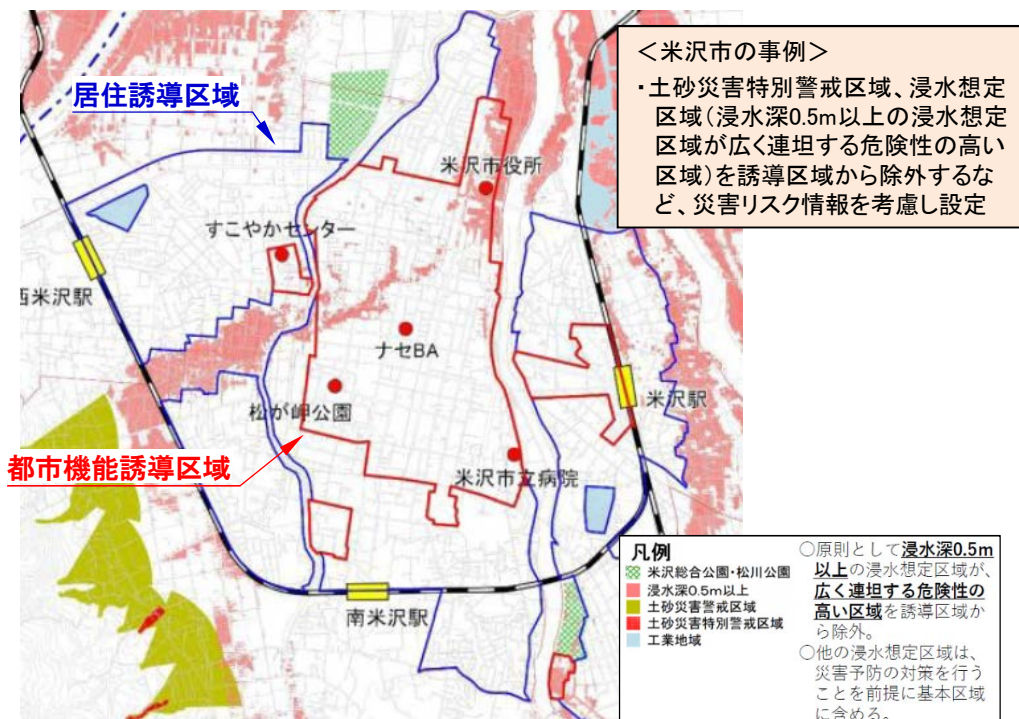 居住誘導区域
<米沢市の事例>
・土砂災害特別警戒区域、浸水想定
区域(浸水深0.5m以上の浸水想定
区域が広く連坦する危険性の高い
区域)を誘導区域から除外するな
ど、災害リスク情報を考慮し設定
米沢市役所
すこやかセンター
西米沢駅
ナセBA
米沢駅
松が岬公園
都市機能誘導区域
米沢市立病院
南米沢駅
凡例
米沢総合公園・松川公園
浸水深0.5m以上
土砂災害警戒区域
土砂災害特別警戒区域
工業地域
○原則として浸水深0.5m
以上の浸水想定区域が、
広く連坦する危険性の
高い区域を誘導区域か
ら除外。
○他の浸水想定区域は、
災害予防の対策を行う
ことを前提に基本区域
に含める。